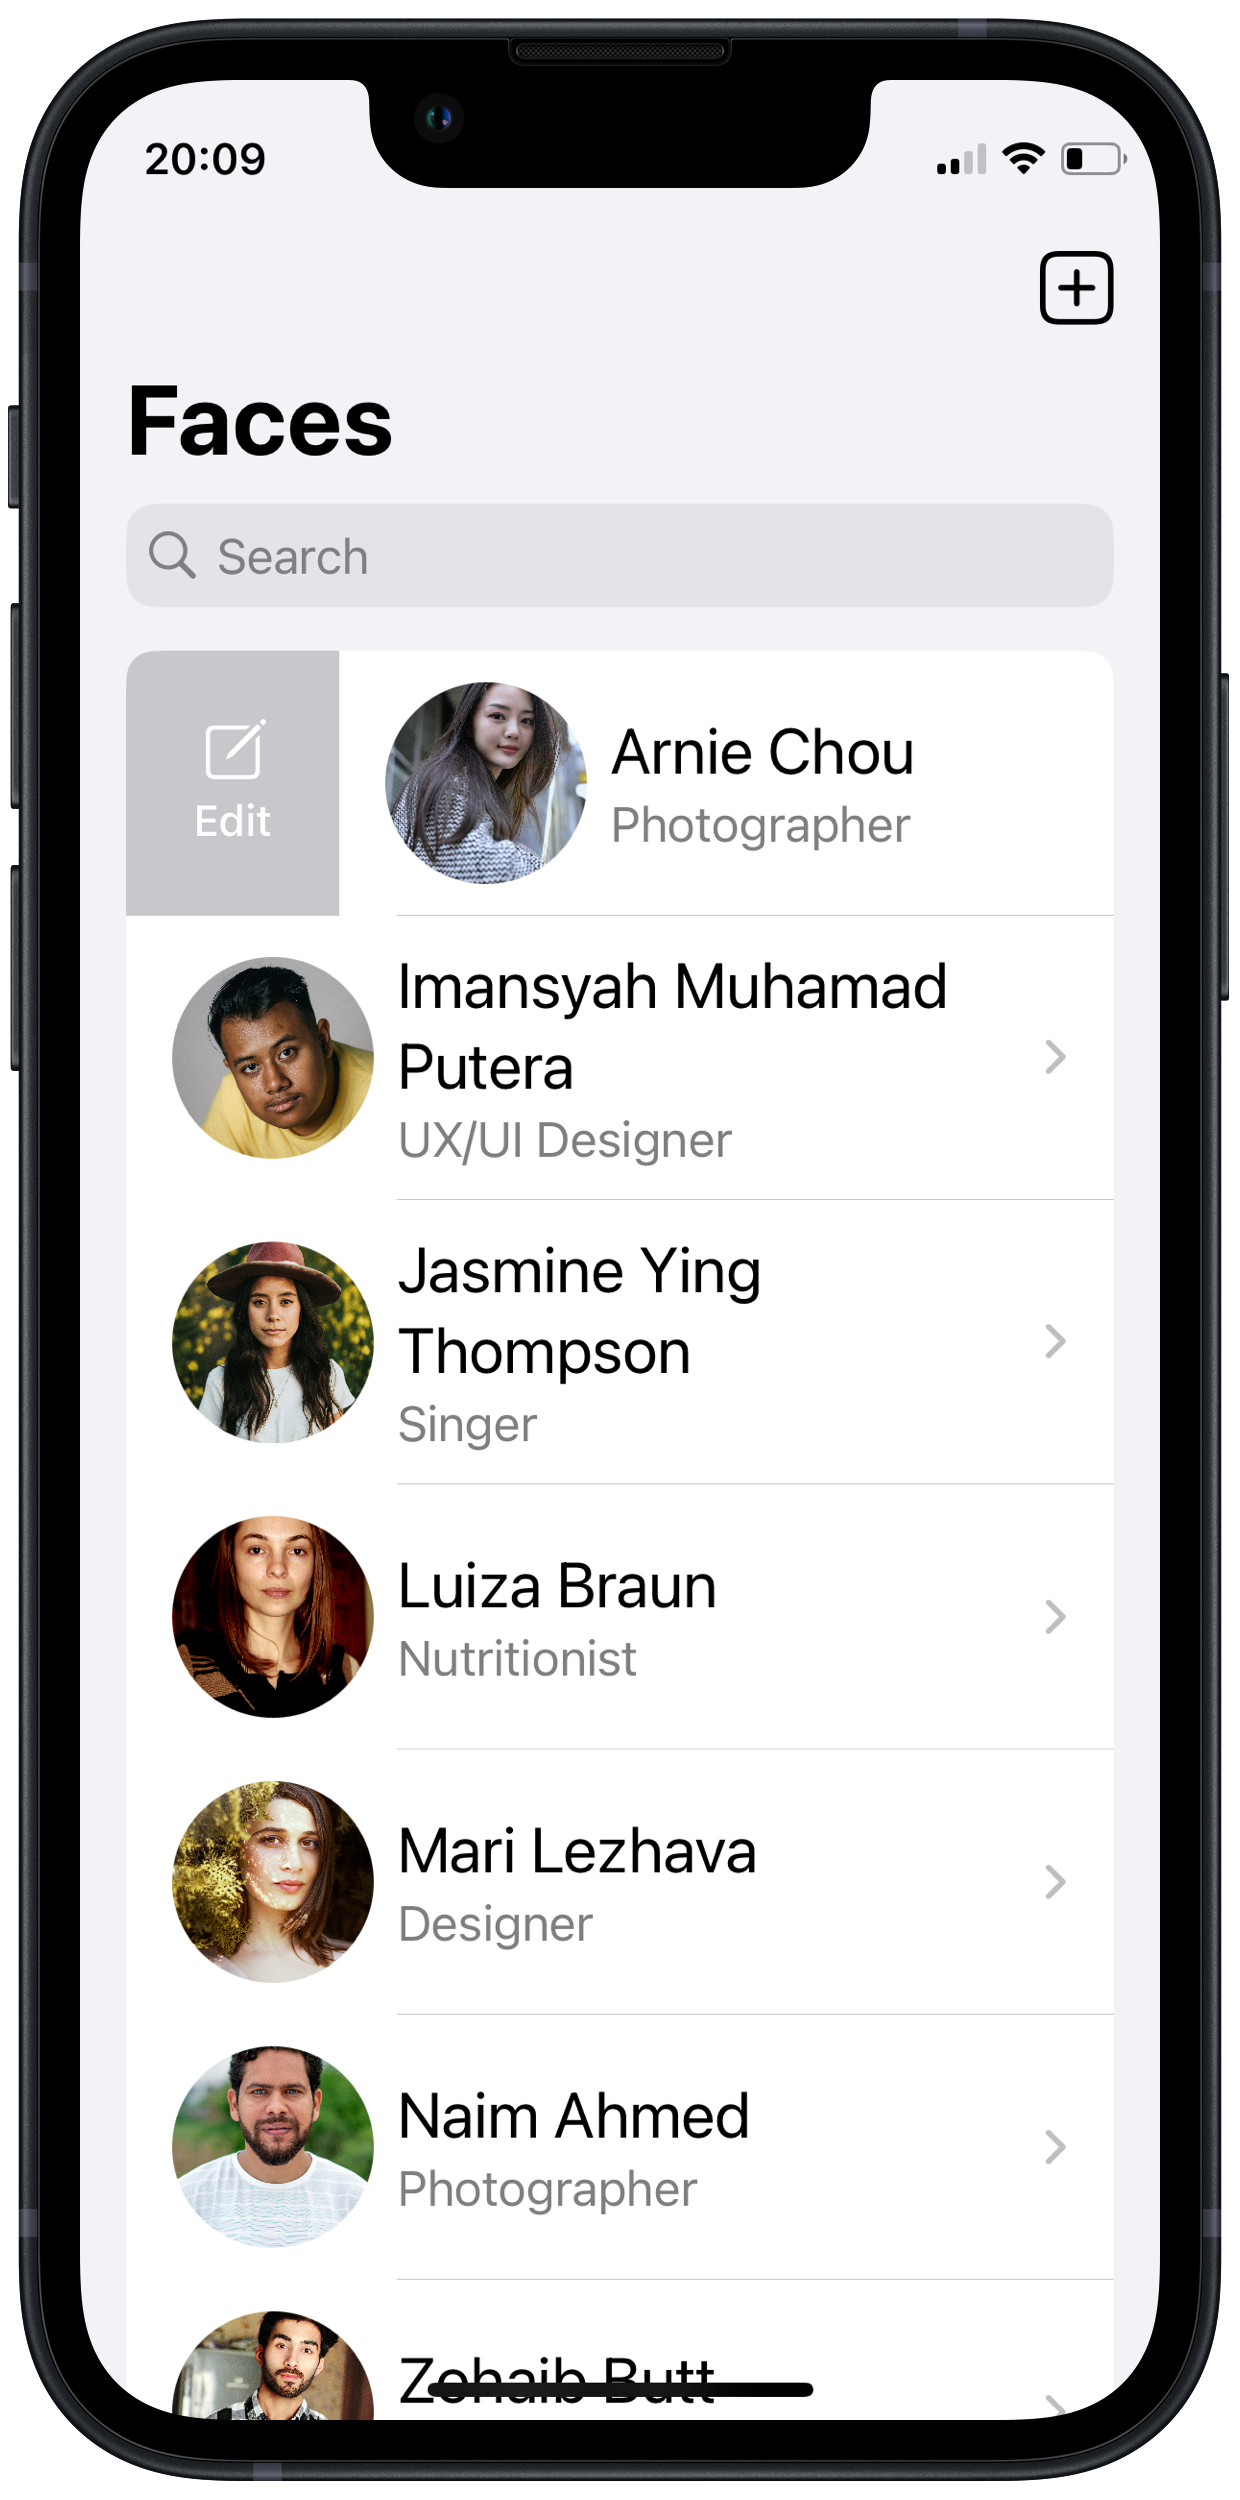 20:09
Faces
Search
Edit
Arnie Chou
Photographer
Imansyah Muhamad
Putera
UX/UI Designer
Jasmine Ying
Thompson
Singer
Luiza Braun
Nutritionist
Mari Lezhava
Designer
Naim Ahmed
Photographer
Zohaib Butt